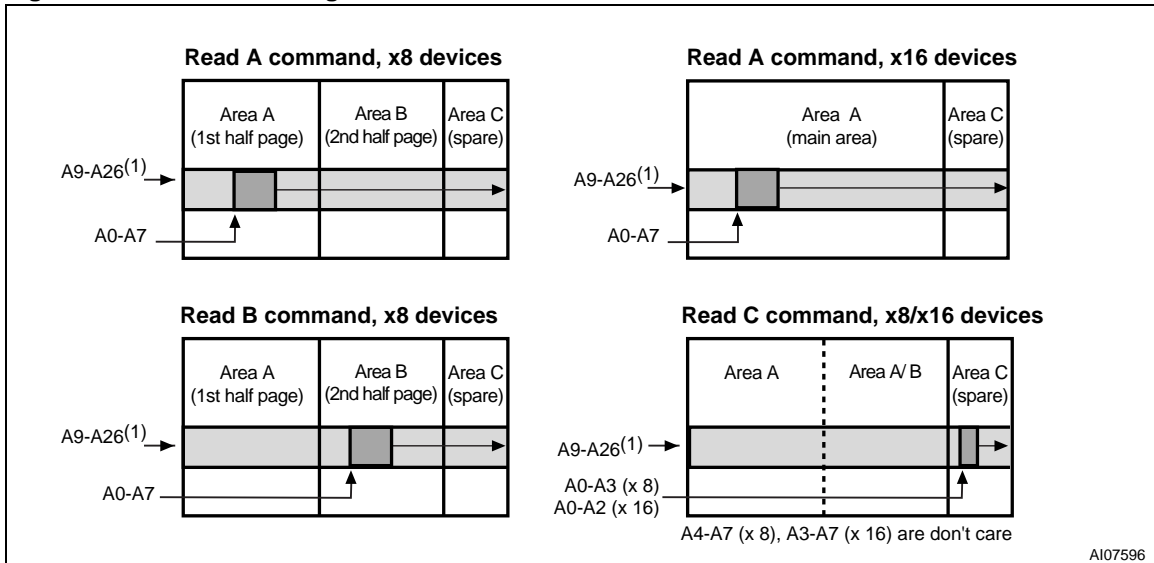 Read A command, x8 devices
Area A
(1st half page)
Area B
(2nd half page)
Area C
(spare)
A9-A26(1)
A0-A7
Read A command, x16 devices
Area A
(main area)
Area C
(spare)
A9-A26(1)
A0-A7
Read B command, x8 devices
Area A
(1st half page)
Area B
(2nd half page)
Area C
(spare)
A9-A26(1)
A0-A7
Read C command, x8/x16 devices
Area A
Area A/ B
Area C
(spare)
A9-A26(1)
A0-A3 (x 8)
A0-A2 (x 16)
A4-A7 (x 8), A3-A7 (x 16) are don't care
AI07596